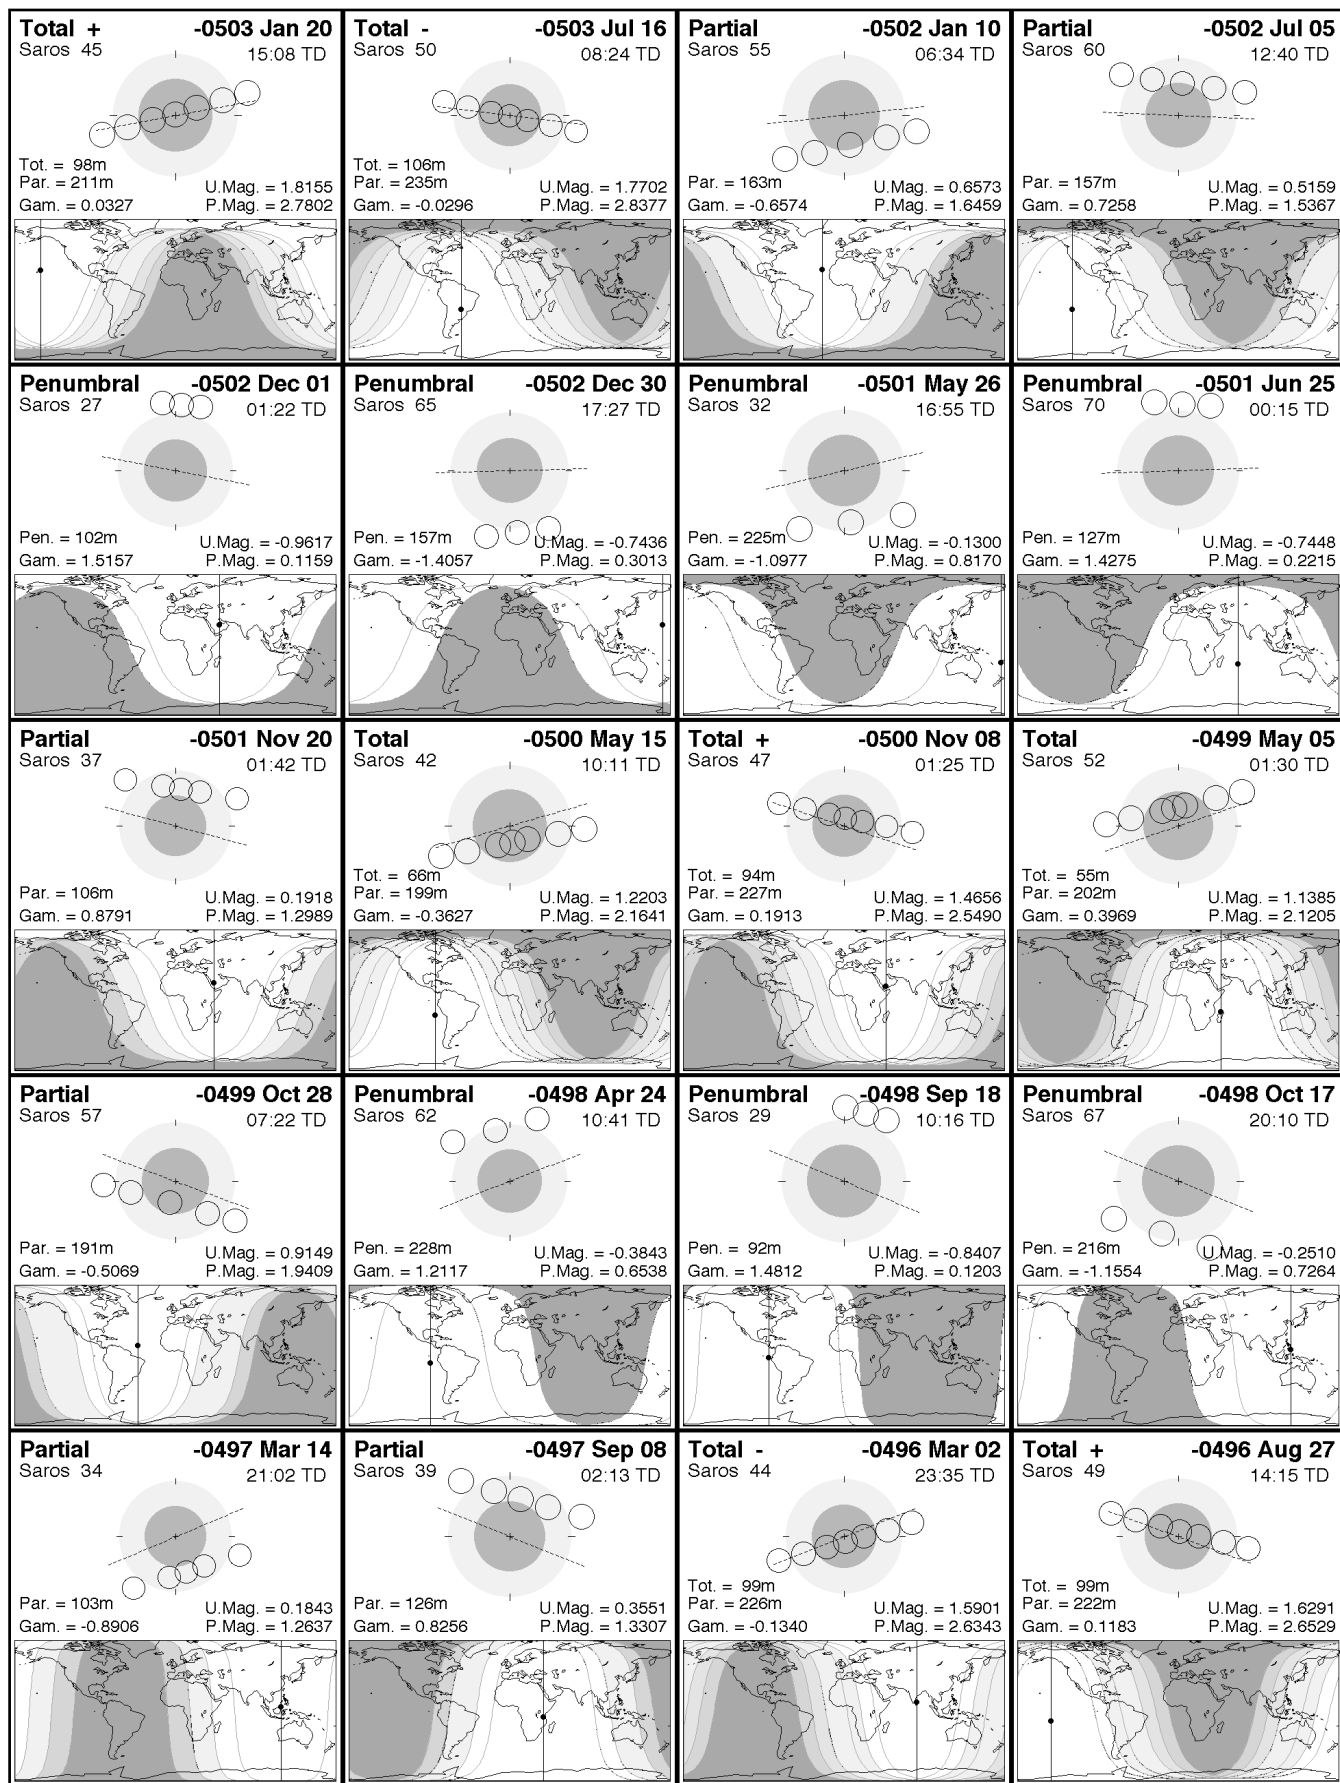 Total + -0503 Jan 20
Saros 45 15:08 TD
Tot. = 98m
Par. = 211m U.Mag. = 1.8155
Gam. = 0.0327 P.Mag. = 2.7802
Total - -0503 Jul 16
Saros 50 08:24 TD
Tot. = 106m
Par. = 235m U.Mag. = 1.7702
Gam. = -0.0296 P.Mag. = 2.8377
Partial -0502 Jan 10
Saros 55 06:34 TD
Par. = 163m U.Mag. = 0.6573
Gam. = -0.6574 P.Mag. = 1.6459
Partial -0502 Jul 05
Saros 60 12:40 TD
Par. = 157m U.Mag. = 0.5159
Gam. = 0.7258 P.Mag. = 1.5367
Penumbral -0502 Dec 01
Saros 27 01:22 TD
Pen. = 102m U.Mag. = -0.9617
Gam. = 1.5157 P.Mag. = 0.1159
Penumbral -0502 Dec 30
Saros 65 17:27 TD
Pen. = 157m U.Mag. = -0.7436
Gam. = -1.4057 P.Mag. = 0.3013
Penumbral -0501 May 26
Saros 32 16:55 TD
Pen. = 225m U.Mag. = -0.1300
Gam. = -1.0977 P.Mag. = 0.8170
Penumbral -0501 Jun 25
Saros 70 00:15 TD
Pen. = 127m U.Mag. = -0.7448
Gam. = 1.4275 P.Mag. = 0.2215
Partial -0501 Nov 20
Saros 37 01:42 TD
Par. = 106m U.Mag. = 0.1918
Gam. = 0.8791 P.Mag. = 1.2989
Total -0500 May 15
Saros 42 10:11 TD
Tot. = 66m
Par. = 199m U.Mag. = 1.2203
Gam. = -0.3627 P.Mag. = 2.1641
Total + -0500 Nov 08
Saros 47 01:25 TD
Tot. = 94m
Par. = 227m U.Mag. = 1.4656
Gam. = 0.1913 P.Mag. = 2.5490
Total -0499 May 05
Saros 52 01:30 TD
Tot. = 55m
Par. = 202m U.Mag. = 1.1385
Gam. = 0.3969 P.Mag. = 2.1205
Partial -0499 Oct 28
Saros 57 07:22 TD
Par. = 191m U.Mag. = 0.9149
Gam. = -0.5069 P.Mag. = 1.9409
Penumbral -0498 Apr 24
Saros 62 10:41 TD
Pen. = 228m U.Mag. = -0.3843
Gam. = 1.2117 P.Mag. = 0.6538
Penumbral -0498 Sep 18
Saros 29 10:16 TD
Pen. = 92m U.Mag. = -0.8407
Gam. = 1.4812 P.Mag. = 0.1203
Penumbral -0498 Oct 17
Saros 67 20:10 TD
Pen. = 216m U.Mag. = -0.2510
Gam. = -1.1554 P.Mag. = 0.7264
Partial -0497 Mar 14
Saros 34 21:02 TD
Par. = 103m U.Mag. = 0.1843
Gam. = -0.8906 P.Mag. = 1.2637
Partial -0497 Sep 08
Saros 39 02:13 TD
Par. = 126m U.Mag. = 0.3551
Gam. = 0.8256 P.Mag. = 1.3307
Total - -0496 Mar 02
Saros 44 23:35 TD
Tot. = 99m
Par. = 226m U.Mag. = 1.5901
Gam. = -0.1340 P.Mag. = 2.6343
Total + -0496 Aug 27
Saros 49 14:15 TD
Tot. = 99m
Par. = 222m U.Mag. = 1.6291
Gam. = 0.1183 P.Mag. = 2.6529